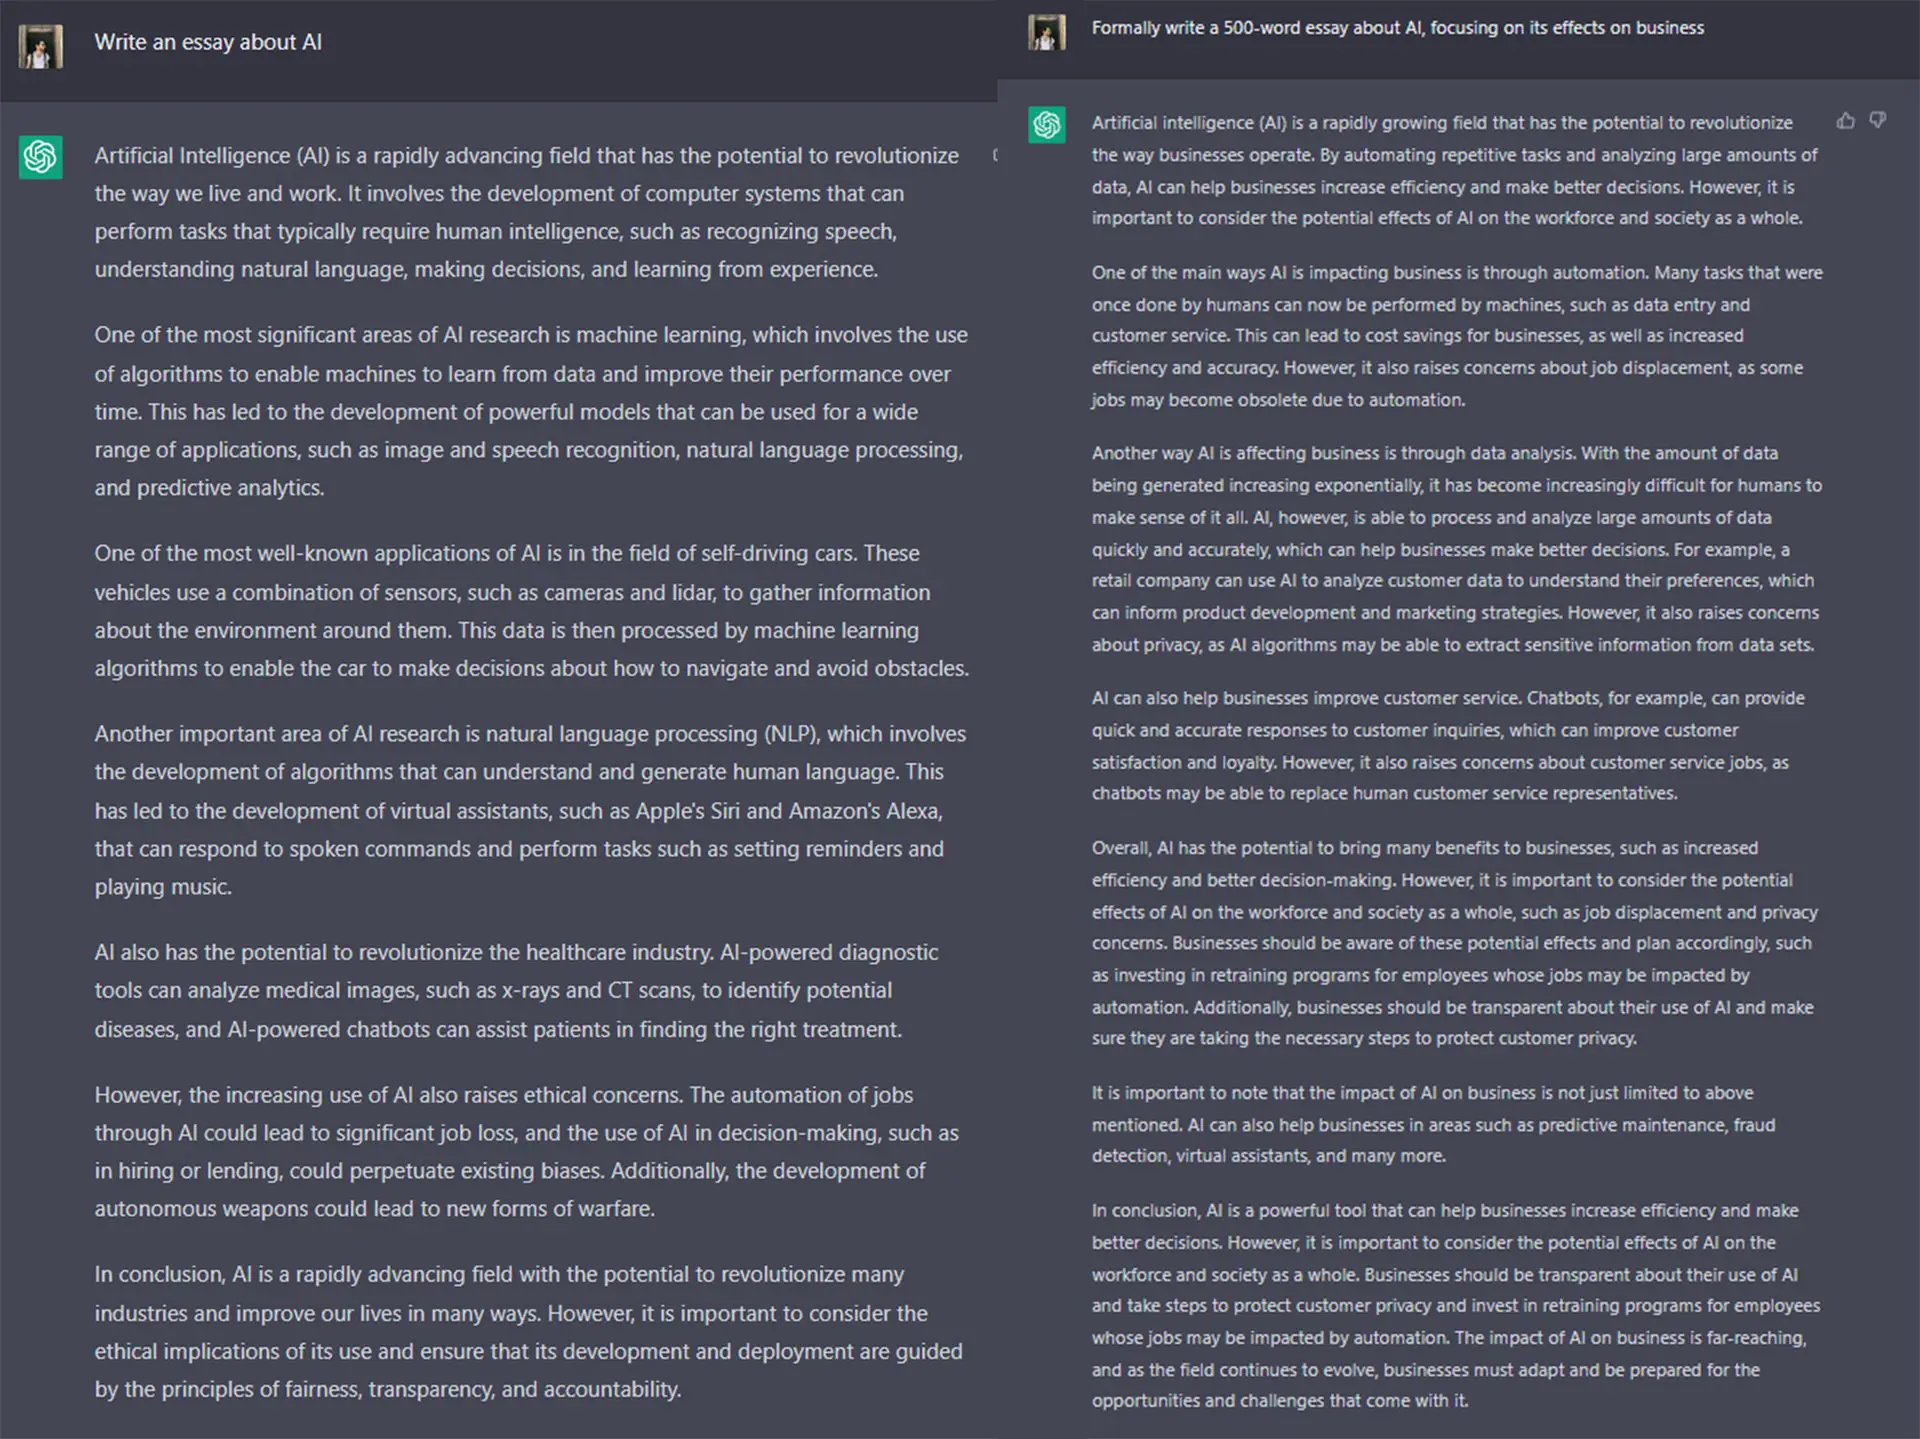 Write an essay about AI
Artificial Intelligence (AI) is a rapidly advancing field that has the potential to revolutionize
the way we live and work. It involves the development of computer systems that can
perform tasks that typically require human intelligence, such as recognizing speech,
understanding natural language, making decisions, and learning from experience.
One of the most significant areas of AI research is machine learning, which involves the use
of algorithms to enable machines to learn from data and improve their performance over
time. This has led to the development of powerful models that can be used for a wide
range of applications, such as image and speech recognition, natural language processing,
and predictive analytics.
One of the most well-known applications of AI is in the field of self-driving cars. These
vehicles use a combination of sensors, such as cameras and lidar, to gather information
about the environment around them. This data is then processed by machine learning
algorithms to enable the car to make decisions about how to navigate and avoid obstacles.
Another important area of AI research is natural language processing (NLP), which involves
the development of algorithms that can understand and generate human language. This
has led to the development of virtual assistants, such as Apple's Siri and Amazon's Alexa,
that can respond to spoken commands and perform tasks such as setting reminders and
playing music.
AI also has the potential to revolutionize the healthcare industry. AI-powered diagnostic
tools can analyze medical images, such as x-rays and CT scans, to identify potential
diseases, and AI-powered chatbots can assist patients in finding the right treatment.
However, the increasing use of AI also raises ethical concerns. The automation of jobs
through AI could lead to significant job loss, and the use of AI in decision-making, such as
in hiring or lending, could perpetuate existing biases. Additionally, the development of
autonomous weapons could lead to new forms of warfare.
In conclusion, AI is a rapidly advancing field with the potential to revolutionize many
industries and improve our lives in many ways. However, it is important to consider the
ethical implications of its use and ensure that its development and deployment are guided
by the principles of fairness, transparency, and accountability.
Formally write a 500-word essay about AI, focusing on its effects on business
Artificial intelligence (AI) is a rapidly growing field that has the potential to revolutionize
the way businesses operate. By automating repetitive tasks and analyzing large amounts of
data, AI can help businesses increase efficiency and make better decisions. However, it is
important to consider the potential effects of AI on the workforce and society as a whole.
One of the main ways AI is impacting business is through automation. Many tasks that were
once done by humans can now be performed by machines, such as data entry and
customer service. This can lead to cost savings for businesses, as well as increased
efficiency and accuracy. However, it also raises concerns about job displacement, as some
jobs may become obsolete due to automation.
Another way AI is affecting business is through data analysis. With the amount of data
being generated increasing exponentially, it has become increasingly difficult for humans to
make sense of it all. AI, however, is able to process and analyze large amounts of data
quickly and accurately, which can help businesses make better decisions. For example, a
retail company can use AI to analyze customer data to understand their preferences, which
can inform product development and marketing strategies. However, it also raises concerns
about privacy, as AI algorithms may be able to extract sensitive information from data sets.
AI can also help businesses improve customer service. Chatbots, for example, can provide
quick and accurate responses to customer inquiries, which can improve customer
satisfaction and loyalty. However, it also raises concerns about customer service jobs, as
chatbots may be able to replace human customer service representatives.
Overall, AI has the potential to bring many benefits to businesses, such as increased
efficiency and better decision-making. However, it is important to consider the potential
effects of AI on the workforce and society as a whole, such as job displacement and privacy
concerns. Businesses should be aware of these potential effects and plan accordingly, such
as investing in retraining programs for employees whose jobs may be impacted by
automation. Additionally, businesses should be transparent about their use of AI and make
sure they are taking the necessary steps to protect customer privacy.
It is important to note that the impact of AI on business is not just limited to above
mentioned. AI can also help businesses in areas such as predictive maintenance, fraud
detection, virtual assistants, and many more.
In conclusion, AI is a powerful tool that can help businesses increase efficiency and make
better decisions. However, it is important to consider the potential effects of AI on the
workforce and society as a whole. Businesses should be transparent about their use of AI
and take steps to protect customer privacy and invest in retraining programs for employees
whose jobs may be impacted by automation. The impact of AI on business is far-reaching,
and as the field continues to evolve, businesses must adapt and be prepared for the
opportunities and challenges that come with it.